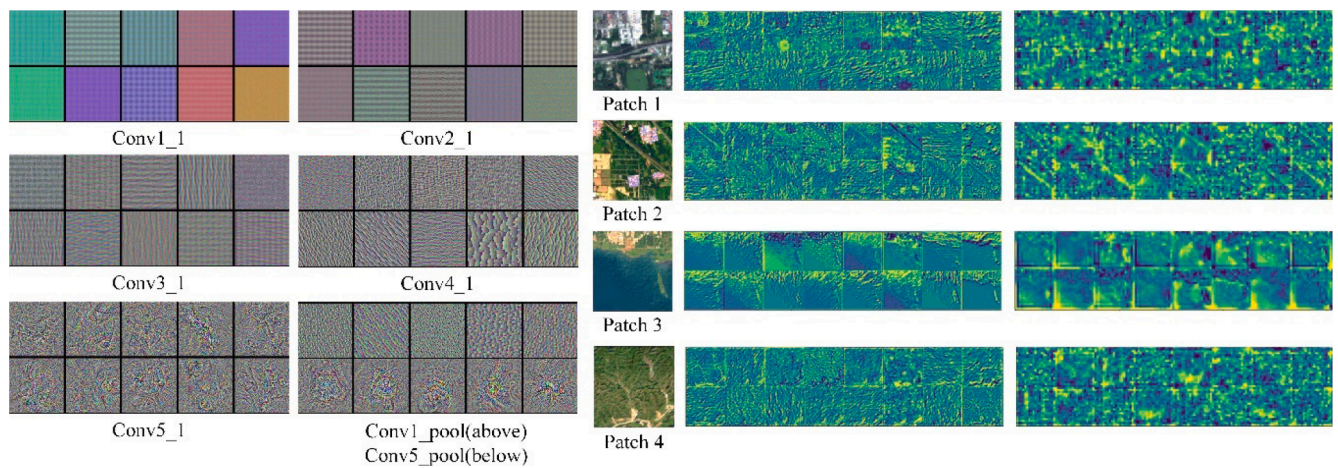 Conv1_1
Conv2_1
Conv3_1
Conv4_1
Conv5_1
Conv1_pool(above)
Conv5_pool(below)
Patch 1
Patch 2
Patch 3
Patch 4